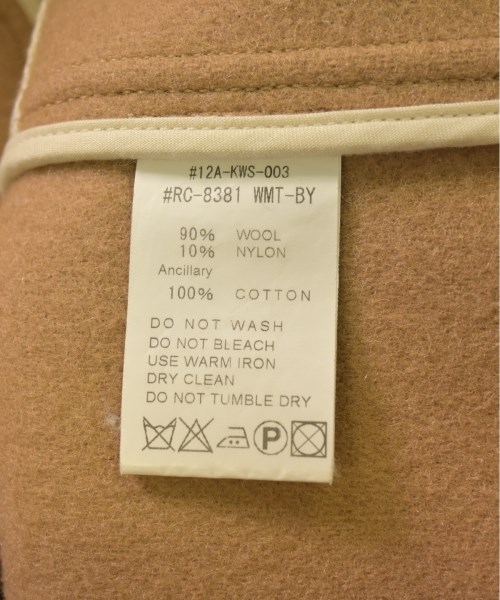 #12A-KWS-003
#RC-8381 WMT-BY
90% WOOL
10% NYLON
Ancillary
100% COTTON
DO NOT WASH
DO NOT BLEACH
USE WARM IRON
DRY CLEAN
DO NOT TUMBLE DRY
P